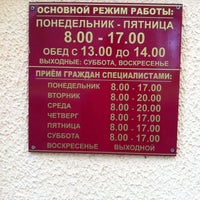 ОСНОВНОЙ РЕЖИМ РАБОТЫ:
ПОНЕДЕЛЬНИК - ПЯТНИЦА
8.00 - 17.00
ОБЕД С 13.00 ДО 14.00
ВЫХОДНЫЕ: СУББОТА, ВОСКРЕСЕНЬЕ
ПРИЁМ ГРАЖДАН СПЕЦИАЛИСТАМИ:
ПОНЕДЕЛЬНИК 8.00 - 17.00
ВТОРНИК 8.00 - 20.00
СРЕДА 8.00 - 20.00
ЧЕТВЕРГ 8.00 - 17.00
ПЯТНИЦА 8.00 - 17.00
СУББОТА 8.00 - 17.00
ВОСКРЕСЕНЬЕ ВЫХОДНОЙ